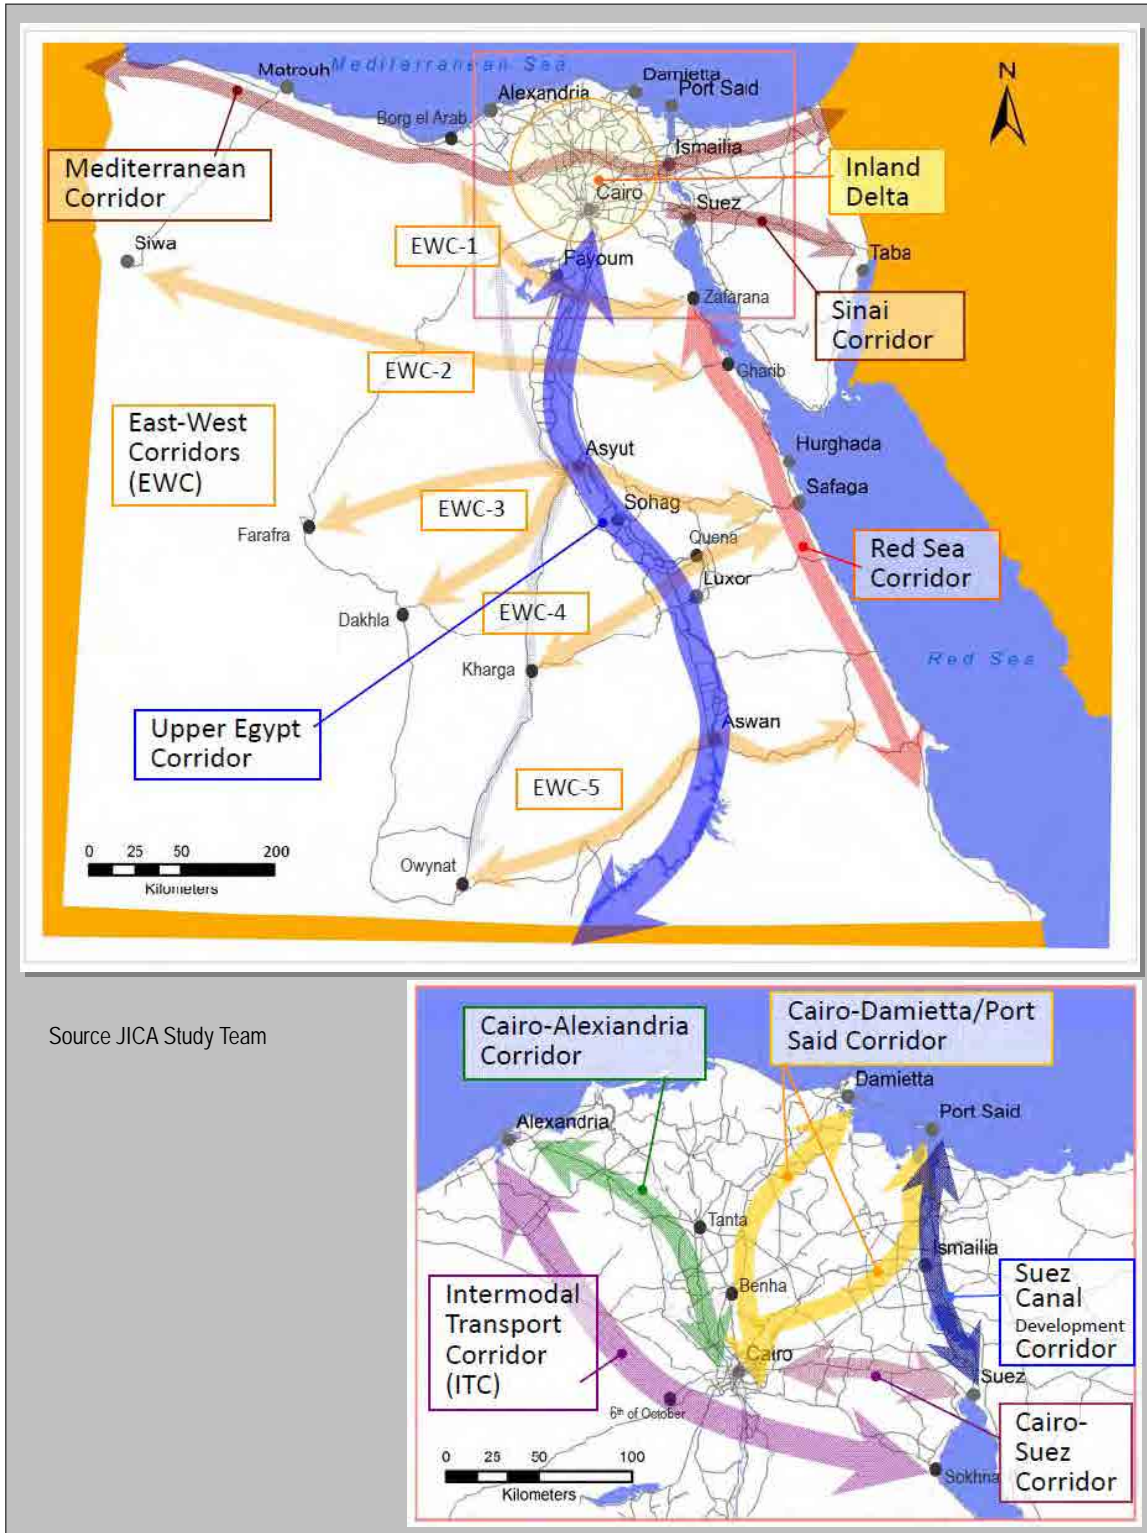 Mediterranean Sea
N
Matrouh
Damietta
Alexandria
Port Said
Borg el Arab
Ismailia
Mediterranean
Corridor
Inland
Delta
Cairo
Suez
Siwa
EWC-1
Fayoum
Taba
Zafarana
Sinai
Corridor
EWC-2
Gharib
East-West
Corridors
(EWC)
Asyut
Hurghada
Safaga
EWC-3
Sohag
Farafra
Quena
Red Sea
Corridor
Luxor
Dakhla
EWC-4
Kharga
Red Sea
Upper Egypt
Corridor
Aswan
EWC-5
0 25 50 200
Kilometers
Owynat
Source JICA Study Team
Cairo-Alexiandria
Corridor
Cairo-Damietta/Port
Said Corridor
Damietta
Alexandria
Port Said
Tanta
Ismailia
Benha
Intermodal
Transport
Corridor
(ITC)
Suez
Canal
Development
Corridor
Cairo
Suez
6th of October
Cairo-
Suez
Corridor
0 25 50 100
Kilometers
Sokhna